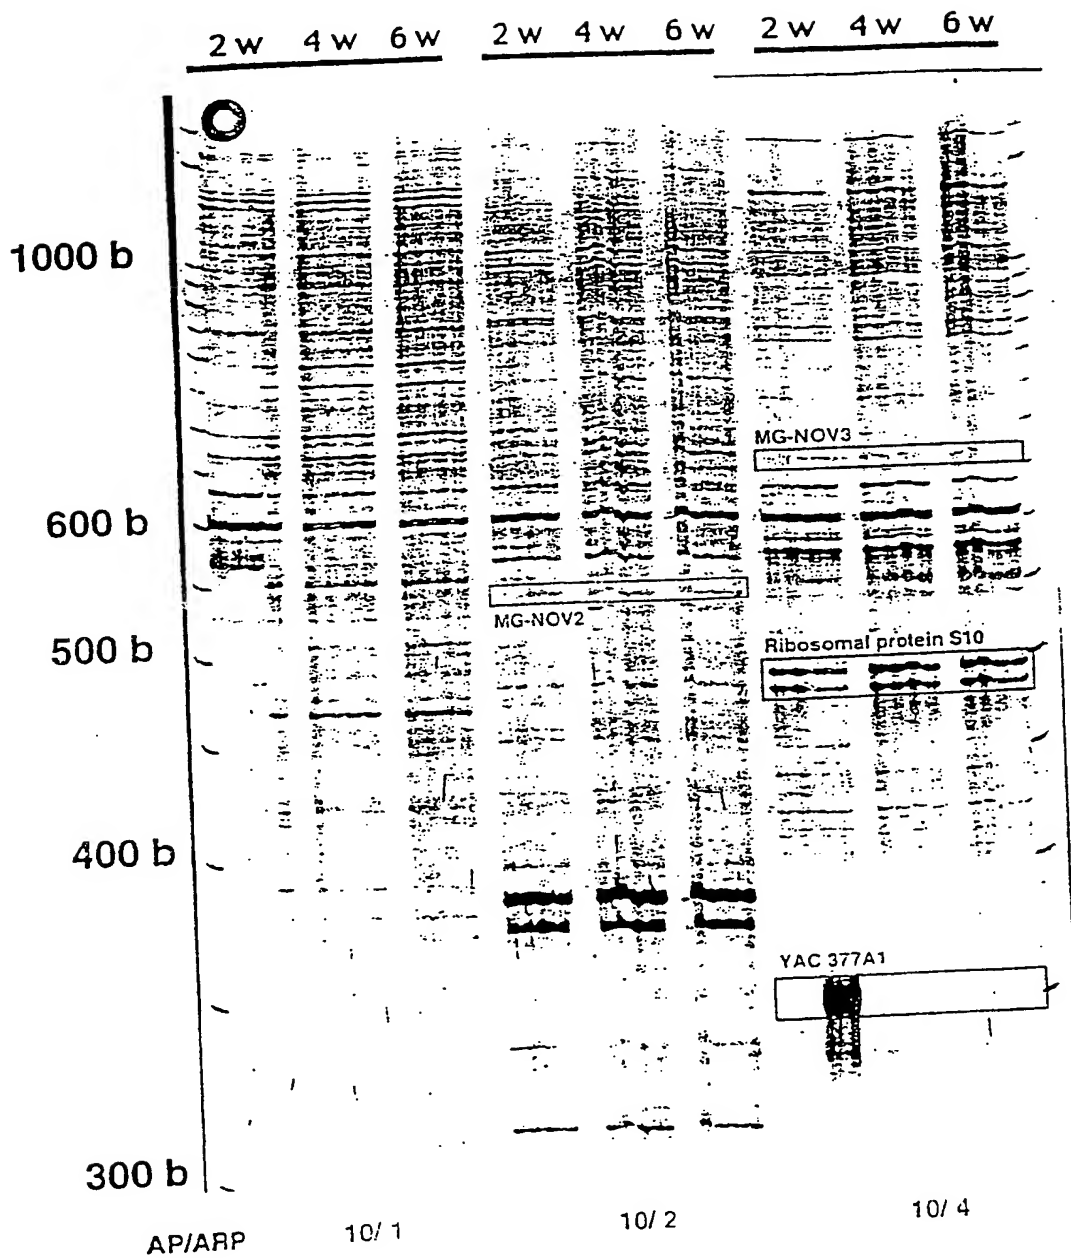 2 w 4 w 6 w 2 w 4 w 6 w 2 w 4 w 6 w
1000 b
MG-NOV3
600 b
MG-NOV2
500 b
Ribosomal protein S10
400 b
YAC 377A1
300 b
AP/ARP 10/ 1 10/ 2 10/ 4